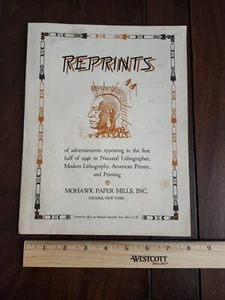 REPRINTS
of advertisements appearing in the first
half of 1946 in National Lithographer,
Modern Lithography, American Printer,
and Printing
MOHAWK PAPER MILLS, INC.
COHOES, NEW YORK
WESTCOTT